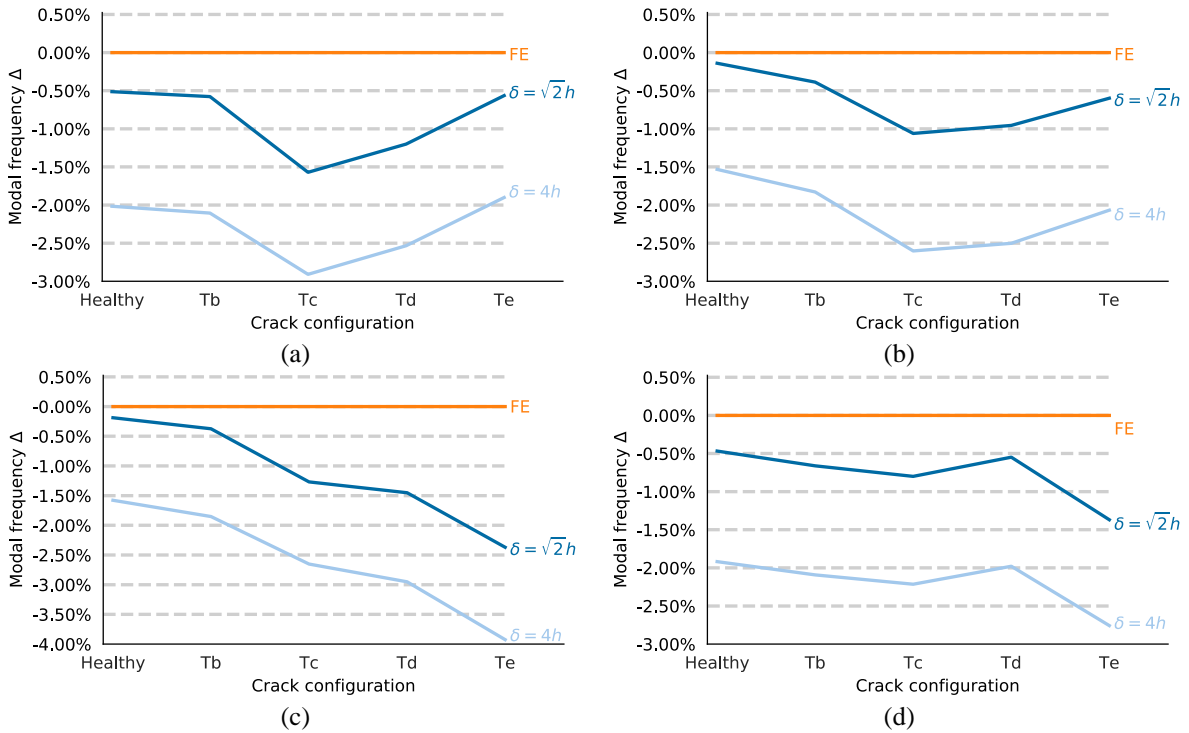 0.50%
0.00%
-0.50%
-1.00%
-1.50%
-2.00%
-2.50%
-3.00%
Modal frequency Δ
FE
δ = √2h
δ = 4h
Healthy Tb Tc Td Te
Crack configuration
(a)
0.50%
0.00%
-0.50%
-1.00%
-1.50%
-2.00%
-2.50%
-3.00%
Modal frequency Δ
FE
δ = √2h
δ = 4h
Healthy Tb Tc Td Te
Crack configuration
(b)
0.50%
-0.00%
-0.50%
-1.00%
-1.50%
-2.00%
-2.50%
-3.00%
-3.50%
-4.00%
Modal frequency Δ
FE
δ = √2h
δ = 4h
Healthy Tb Tc Td Te
Crack configuration
(c)
0.50%
0.00%
-0.50%
-1.00%
-1.50%
-2.00%
-2.50%
-3.00%
Modal frequency Δ
FE
δ = √2h
δ = 4h
Healthy Tb Tc Td Te
Crack configuration
(d)